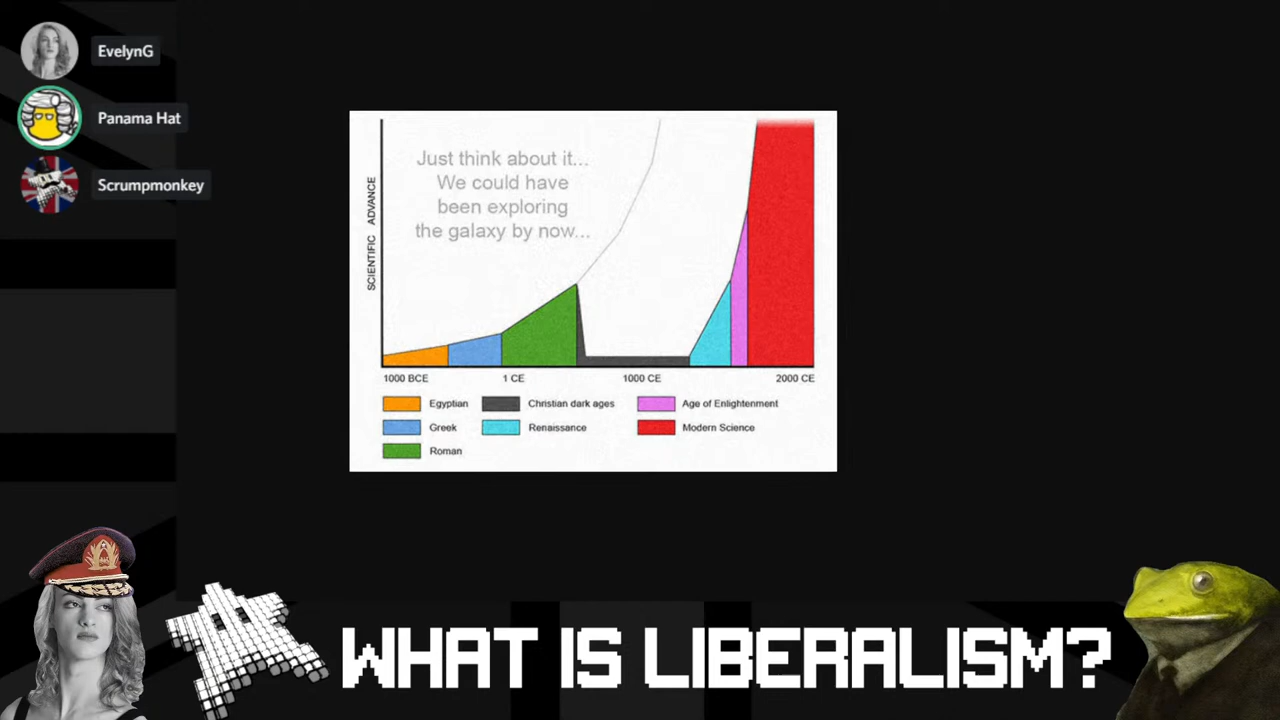 EvelynG
Panama Hat
Scrumpmonkey
SCIENTIFIC ADVANCE
Just think about it...
We could have
been exploring
the galaxy by now...
1000 BCE 1 CE 1000 CE 2000 CE
Egyptian Christian dark ages Age of Enlightenment
Greek Renaissance Modern Science
Roman
WHAT IS LIBERALISM?